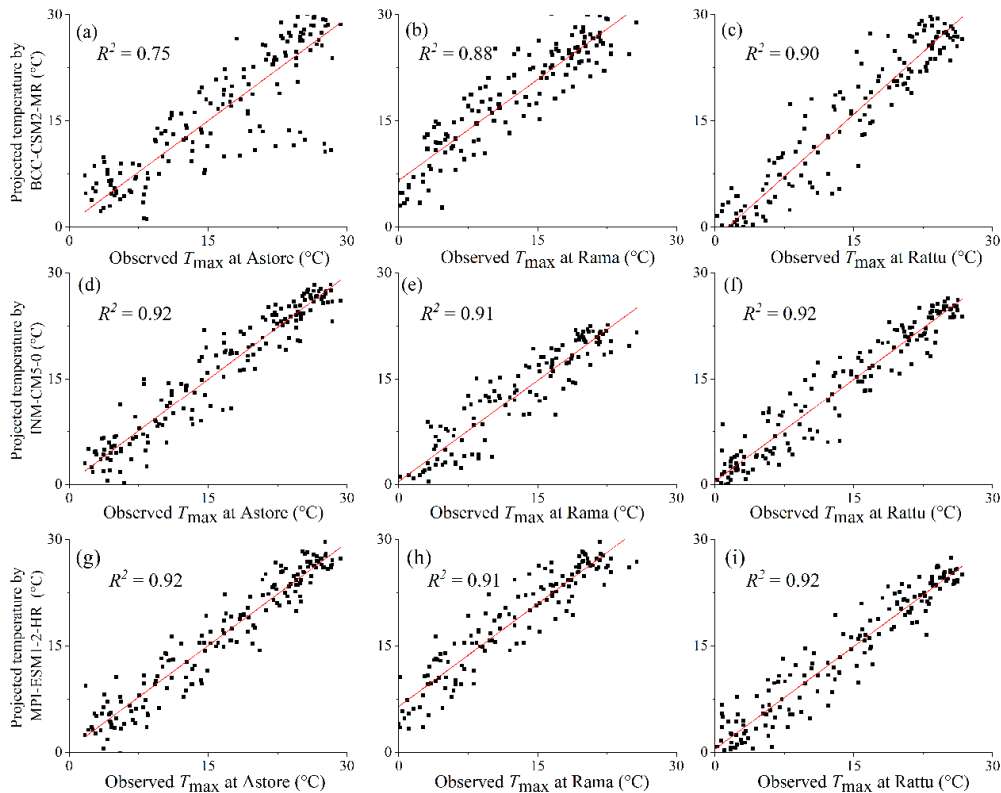 Projected temperature by
BCC-CSM2-MR (°C)
30
15
0
(a)
R² = 0.75
0 15 30
Observed Tmax at Astore (°C)
30
15
0
(b)
R² = 0.88
0 15 30
Observed Tmax at Rama (°C)
30
15
0
(c)
R² = 0.90
0 15 30
Observed Tmax at Rattu (°C)
Projected temperature by
INM-CM5-0 (°C)
30
15
0
(d)
R² = 0.92
0 15 30
Observed Tmax at Astore (°C)
30
15
0
(e)
R² = 0.91
0 15 30
Observed Tmax at Rama (°C)
30
15
0
(f)
R² = 0.92
0 15 30
Observed Tmax at Rattu (°C)
Projected temperature by
MPI-ESM1-2-HR (°C)
30
15
0
(g)
R² = 0.92
0 15 30
Observed Tmax at Astore (°C)
30
15
0
(h)
R² = 0.91
0 15 30
Observed Tmax at Rama (°C)
30
15
0
(i)
R² = 0.92
0 15 30
Observed Tmax at Rattu (°C)